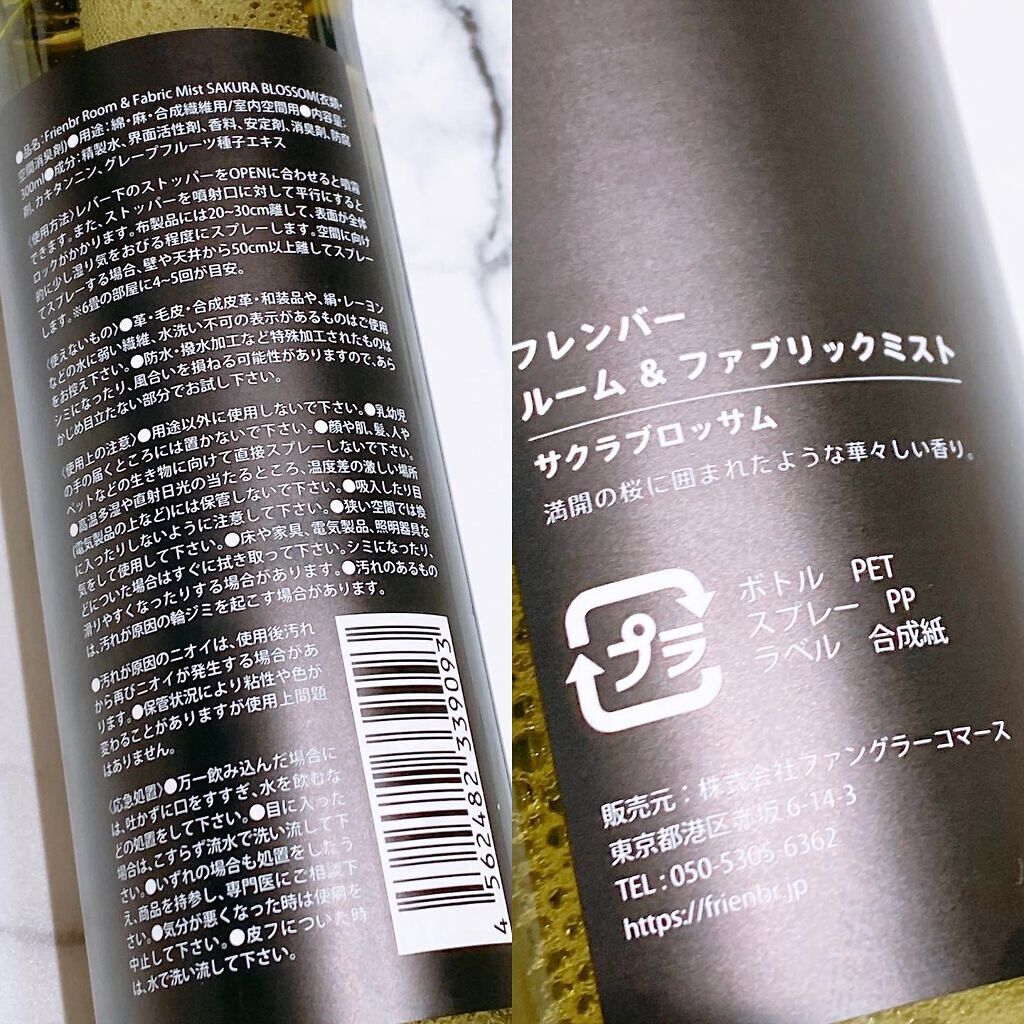 ●品名：Frienbr Room & Fabric Mist SAKURA BLOSSOM(衣類・
空間消臭剤)●用途：綿・麻・合成繊維用/室内空間用●内容量：
300ml●成分：精製水、界面活性剤、香料、安定剤、消臭剤、防腐
剤、カキタンニン、グレープフルーツ種子エキス
〈使用方法〉レバー下のストッパーをOPENに合わせると噴霧
できます。また、ストッパーを噴射口に対して平行にすると
ロックがかかります。布製品には20~30cm離して、表面が全体
的に少し湿り気をおびる程度にスプレーします。空間に向け
てスプレーする場合、壁や天井から50cm以上離してスプレー
します。※6畳の部屋に4~5回が目安。
〈使えないもの〉●革・毛皮・合成皮革・和装品や、絹・レーヨン
などの水に弱い繊維、水洗い不可の表示があるものはご使用
をお控え下さい。●防水・撥水加工など特殊加工されたものは
シミになったり、風合いを損ねる可能性がありますので、あら
かじめ目立たない部分でお試し下さい。
〈使用上の注意〉●用途以外に使用しないで下さい。●乳幼児
の手の届くところには置かないで下さい。●顔や肌、髪、人や
ペットなどの生き物に向けて直接スプレーしないで下さい。
●高温多湿や直射日光の当たるところ、温度差の激しい場所
(電気製品の上など)には保管しないで下さい。●吸入したり目
に入ったりしないように注意して下さい。●狭い空間では換
気をして使用して下さい。●床や家具、電気製品、照明器具な
どについた場合はすぐに拭き取って下さい。シミになったり、
滑りやすくなったりする場合があります。●汚れのあるもの
は、汚れが原因の輪ジミを起こす場合があります。
●汚れが原因のニオイは、使用後汚れ
から再びニオイが発生する場合があ
ります。●保管状況により粘性や色が
変わることがありますが使用上問題
はありません。
〈応急処置〉●万一飲み込んだ場合に
は、吐かずに口をすすぎ、水を飲むな
どの処置をして下さい。●目に入った
場合は、こすらず流水で洗い流して下
さい。●いずれの場合も処置をしたう
え、商品を持参し、専門医にご相談下
さい。●気分が悪くなった時は使用を
中止して下さい。●皮フについた時
は、水で洗い流して下さい。
4 562482 339093
フレンバー
ルーム & ファブリックミスト
サクラブロッサム
満開の桜に囲まれたような華々しい香り。
プラ
ボトル PET
スプレー PP
ラベル 合成紙
販売元：株式会社ファングラーコマース
東京都港区赤坂 6-14-3
TEL : 050-5305-6362
https://frienbr.jp